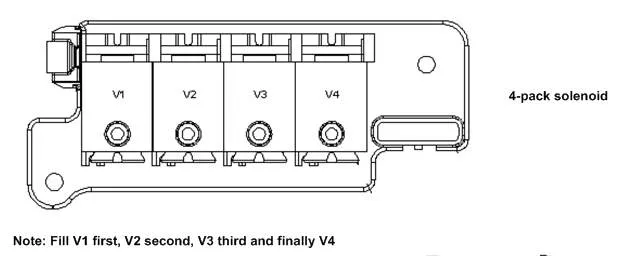 V1 V2 V3 V4
4-pack solenoid
Note: Fill V1 first, V2 second, V3 third and finally V4